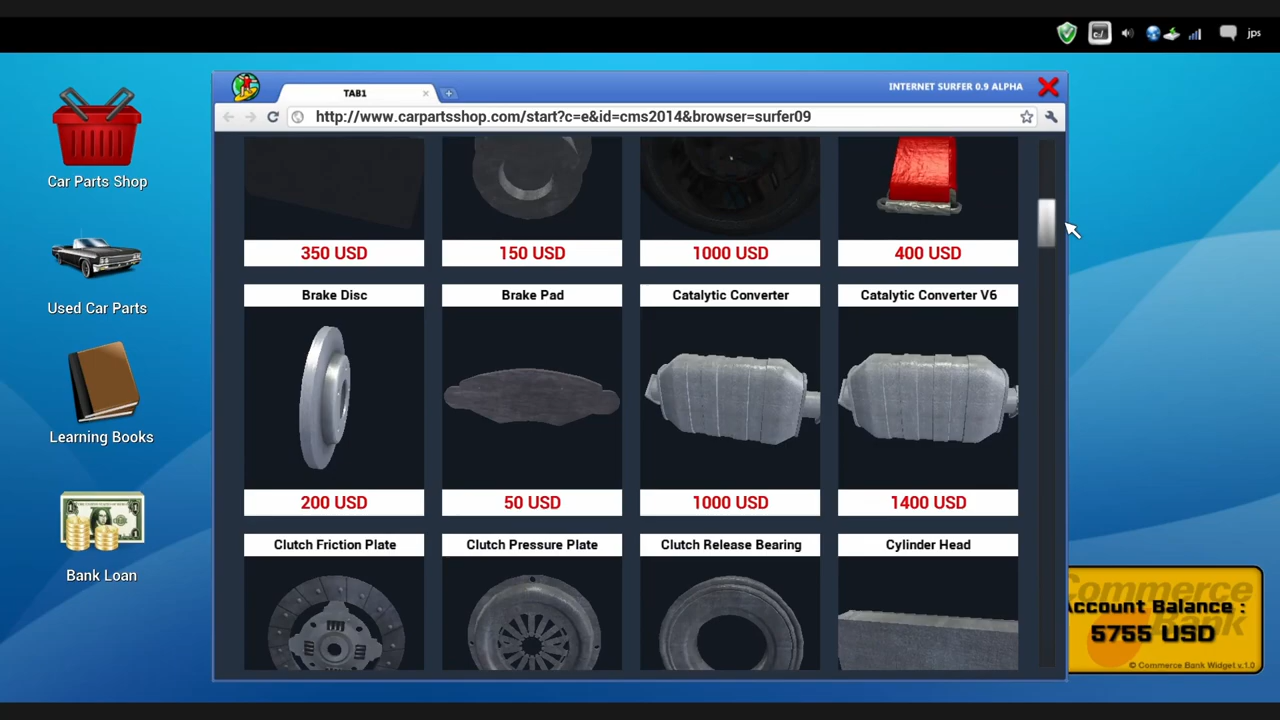 jps
INTERNET SURFER 0.9 ALPHA
TAB1
http://www.carpartsshop.com/start?c=e&id=cms2014&browser=surfer09
Car Parts Shop
Used Car Parts
Learning Books
Bank Loan
350 USD 150 USD 1000 USD 400 USD
Brake Disc Brake Pad Catalytic Converter Catalytic Converter V6
200 USD 50 USD 1000 USD 1400 USD
Clutch Friction Plate Clutch Pressure Plate Clutch Release Bearing Cylinder Head
Commerce
Bank
Account Balance :
5755 USD
© Commerce Bank Widget v.1.0